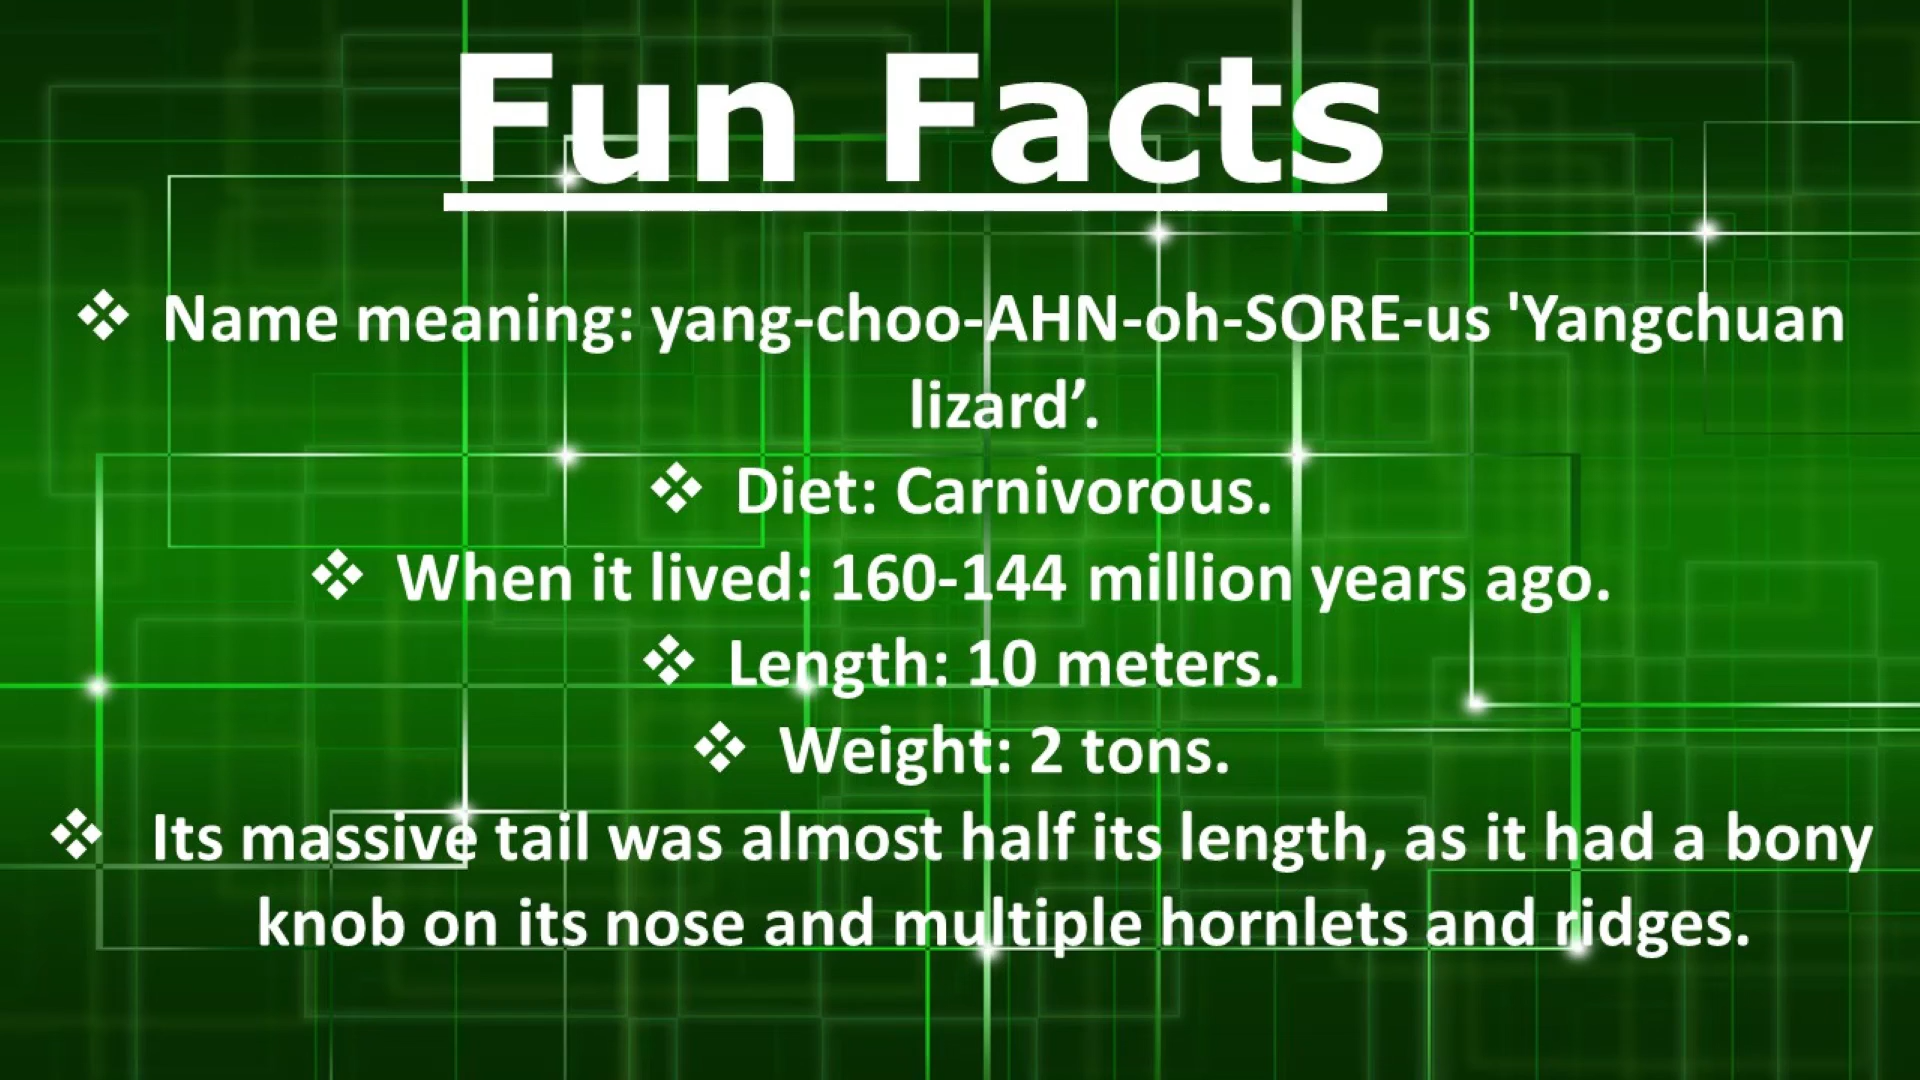 Fun Facts
❖ Name meaning: yang-choo-AHN-oh-SORE-us 'Yangchuan
lizard’.
❖ Diet: Carnivorous.
❖ When it lived: 160-144 million years ago.
❖ Length: 10 meters.
❖ Weight: 2 tons.
❖ Its massive tail was almost half its length, as it had a bony
knob on its nose and multiple hornlets and ridges.